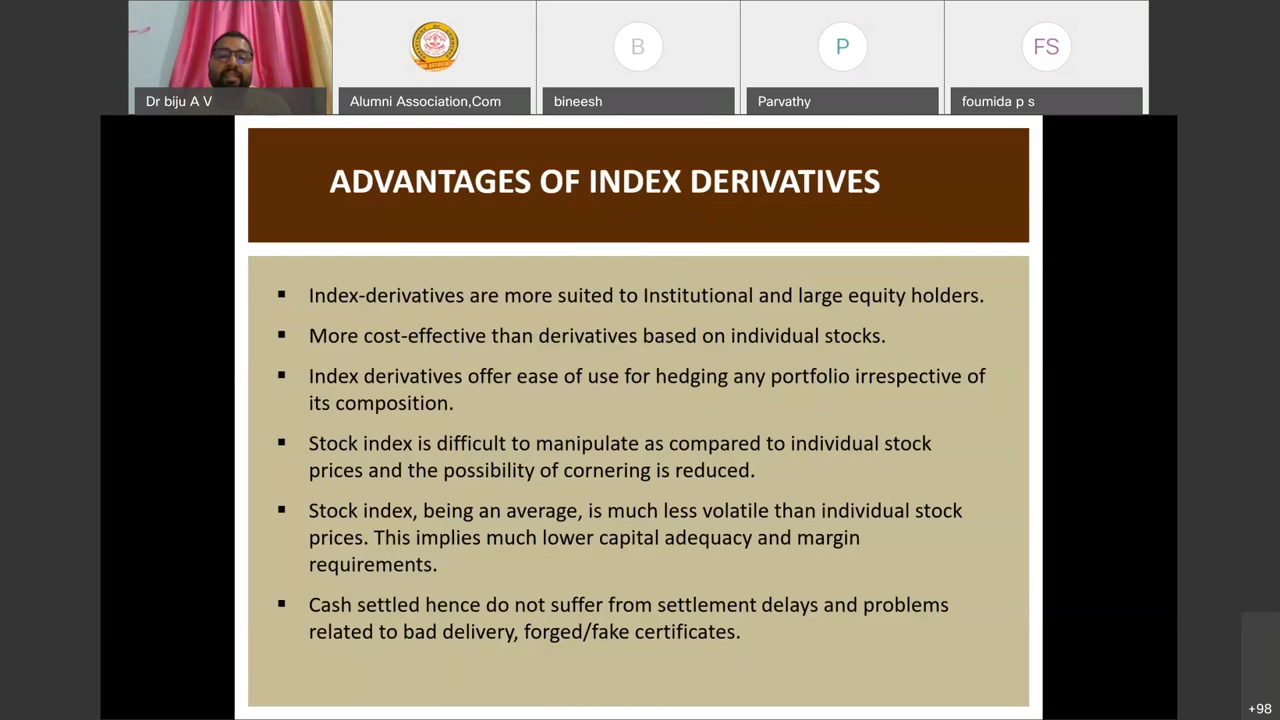 B
P
FS
Dr biju A V
Alumni Association,Com
bineesh
Parvathy
foumida p s
ADVANTAGES OF INDEX DERIVATIVES
▪ Index-derivatives are more suited to Institutional and large equity holders.
▪ More cost-effective than derivatives based on individual stocks.
▪ Index derivatives offer ease of use for hedging any portfolio irrespective of
its composition.
▪ Stock index is difficult to manipulate as compared to individual stock
prices and the possibility of cornering is reduced.
▪ Stock index, being an average, is much less volatile than individual stock
prices. This implies much lower capital adequacy and margin
requirements.
▪ Cash settled hence do not suffer from settlement delays and problems
related to bad delivery, forged/fake certificates.
+98